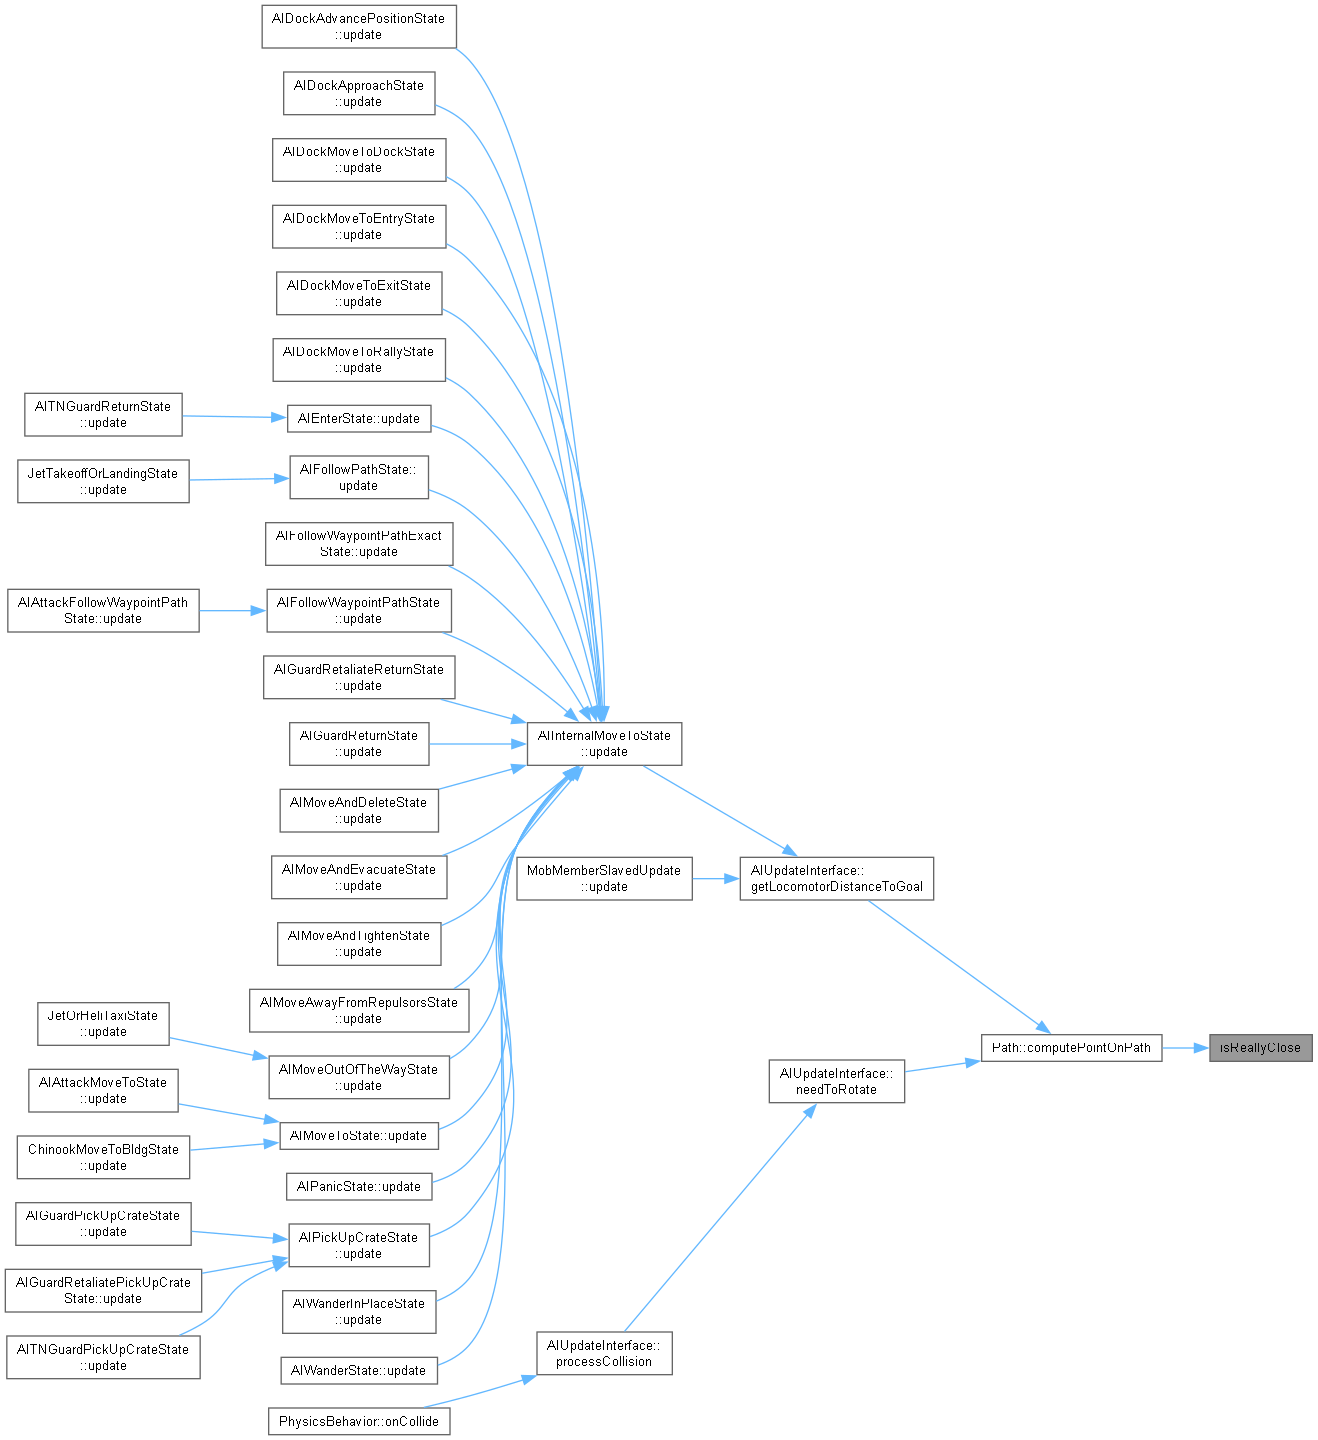 AIDockAdvancePositionState
::update
AIDockApproachState
::update
AIDockMoveToDockState
::update
AIDockMoveToEntryState
::update
AIDockMoveToExitState
::update
AIDockMoveToRallyState
::update
AITNGuardReturnState
::update
AIEnterState::update
JetTakeoffOrLandingState
::update
AIFollowPathState::
update
AIFollowWaypointPathExact
State::update
AIAttackFollowWaypointPath
State::update
AIFollowWaypointPathState
::update
AIGuardRetaliateReturnState
::update
AIGuardReturnState
::update
AIInternalMoveToState
::update
AIMoveAndDeleteState
::update
AIMoveAndEvacuateState
::update
MobMemberSlavedUpdate
::update
AIUpdateInterface::
getLocomotorDistanceToGoal
AIMoveAndTightenState
::update
AIMoveAwayFromRepulsorsState
::update
JetOrHeliTaxiState
::update
Path::computePointOnPath
isReallyClose
AIMoveOutOfTheWayState
::update
AIUpdateInterface::
needToRotate
AIAttackMoveToState
::update
AIMoveToState::update
ChinookMoveToBldgState
::update
AIPanicState::update
AIGuardPickUpCrateState
::update
AIPickUpCrateState
::update
AIGuardRetaliatePickUpCrate
State::update
AIWanderInPlaceState
::update
AITNGuardPickUpCrateState
::update
AIUpdateInterface::
processCollision
AIWanderState::update
PhysicsBehavior::onCollide